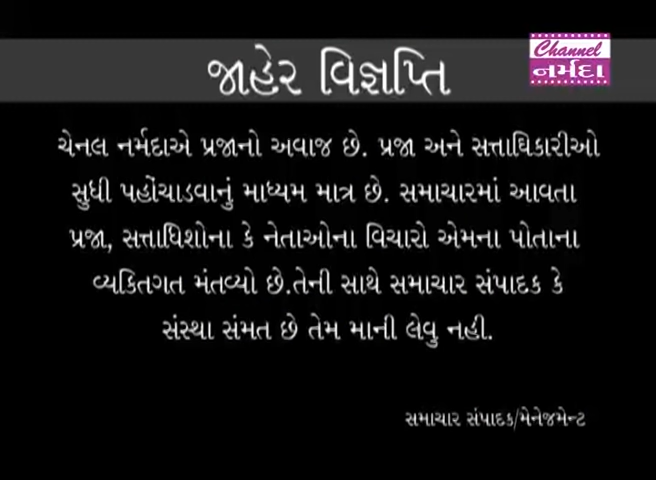 Channel
નર્મદા
જાહેર વિજ્ઞપ્તિ
ચેનલ નર્મદાએ પ્રજાનો અવાજ છે. પ્રજા અને સત્તાધિકારીઓ
સુધી પહોંચાડવાનું માધ્યમ માત્ર છે. સમાચારમાં આવતા
પ્રજા, સત્તાધિશોના કે નેતાઓના વિચારો એમના પોતાના
વ્યકિતગત મંતવ્યો છે.તેની સાથે સમાચાર સંપાદક કે
સંસ્થા સંમત છે તેમ માની લેવુ નહી.
સમાચાર સંપાદક/મેનેજમેન્ટ